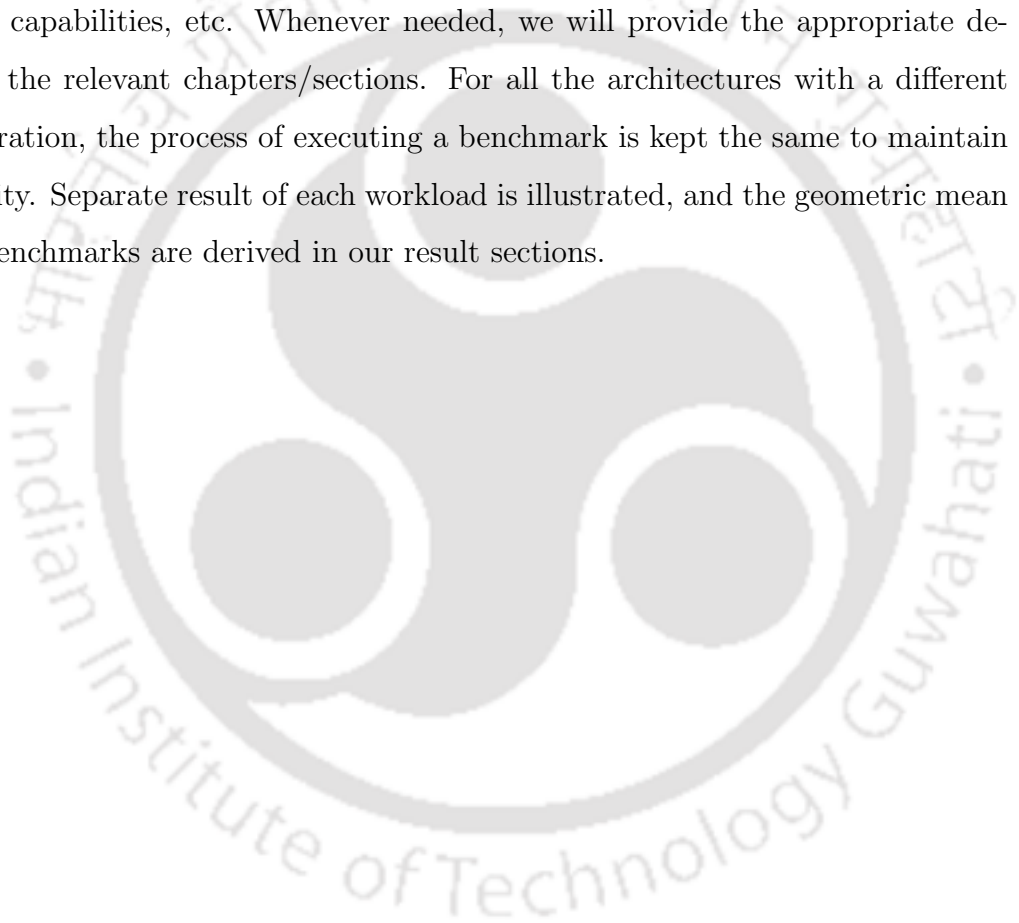 capabilities, etc. Whenever needed, we will provide the appropriate de-
the relevant chapters/sections. For all the architectures with a different
ration, the process of executing a benchmark is kept the same to maintain
ity. Separate result of each workload is illustrated, and the geometric mean
enchmarks are derived in our result sections.
• Indian Institute of Technology Guwahati •